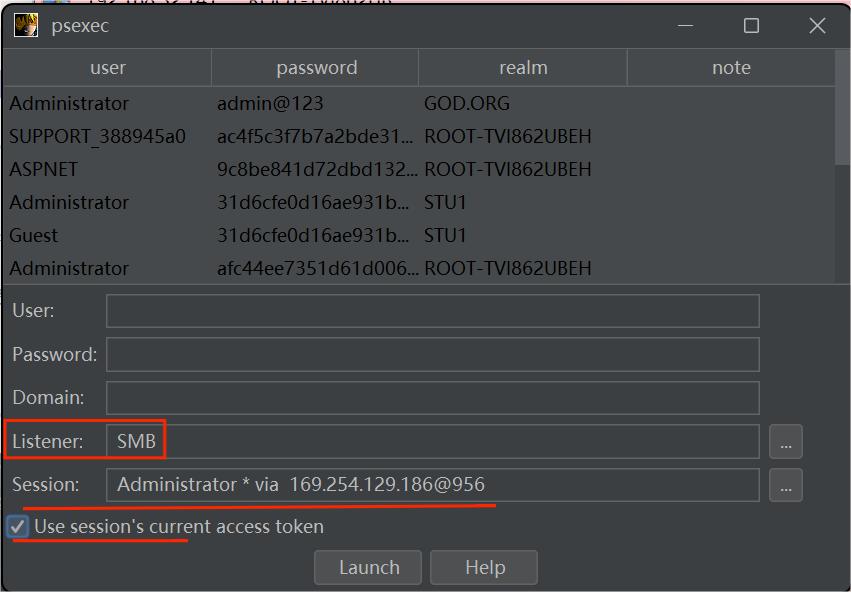 psexec
user password realm note
Administrator admin@123 GOD.ORG
SUPPORT_388945a0 ac4f5c3f7b7a2bde31... ROOT-TVI862UBEH
ASPNET 9c8be841d72dbd132... ROOT-TVI862UBEH
Administrator 31d6cfe0d16ae931b... STU1
Guest 31d6cfe0d16ae931b... STU1
Administrator afc44ee7351d61d006... ROOT-TVI862UBEH
User:
Password:
Domain:
Listener: SMB ...
Session: Administrator * via 169.254.129.186@956 ...
Use session's current access token
Launch Help